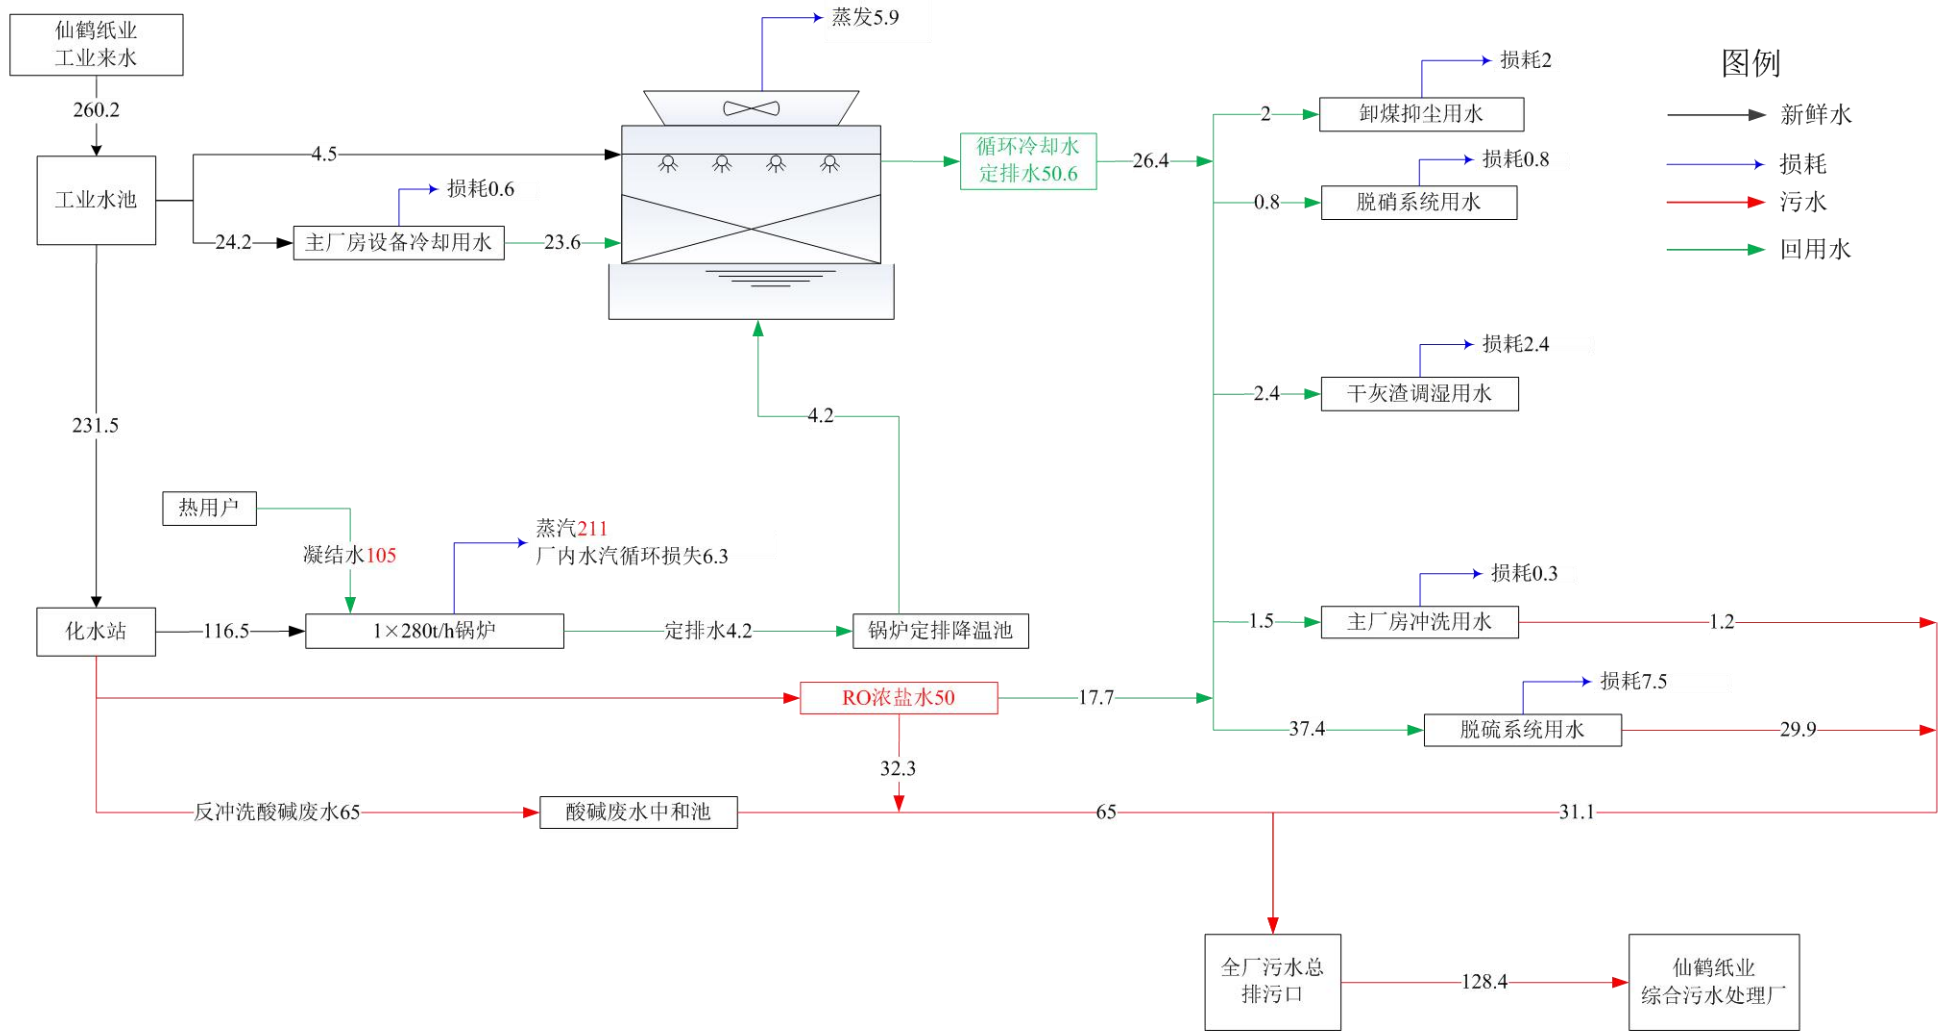 仙鹤纸业
工业来水
260.2
工业水池
4.5
24.2
损耗0.6
主厂房设备冷却用水
23.6
蒸发5.9
循环冷却水
定排水50.6
26.4
2
损耗2
卸煤抑尘用水
0.8
损耗0.8
脱硝系统用水
2.4
损耗2.4
干灰渣调湿用水
图例
新鲜水
损耗
污水
回用水
231.5
4.2
热用户
凝结水105
蒸汽211
厂内水汽循环损失6.3
化水站
116.5
1×280t/h锅炉
定排水4.2
锅炉定排降温池
1.5
损耗0.3
主厂房冲洗用水
1.2
RO浓盐水50
17.7
37.4
损耗7.5
脱硫系统用水
29.9
32.3
反冲洗酸碱废水65
酸碱废水中和池
65
31.1
全厂污水总
排污口
128.4
仙鹤纸业
综合污水处理厂